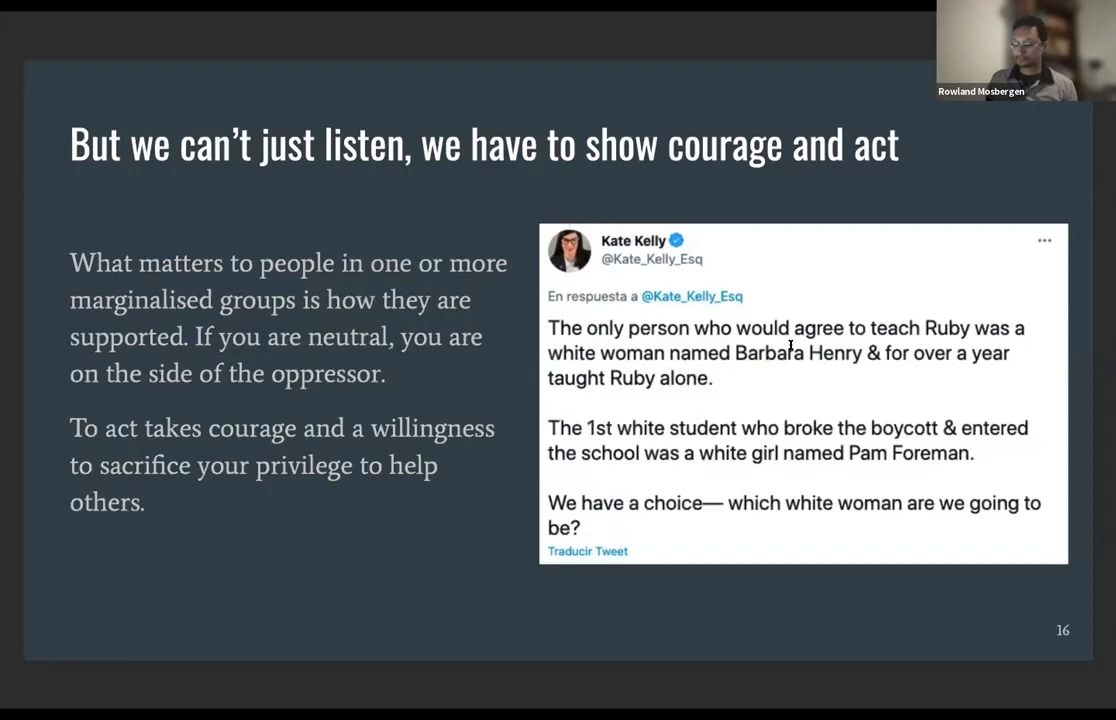 Rowland Mosbergen
But we can’t just listen, we have to show courage and act
What matters to people in one or more
marginalised groups is how they are
supported. If you are neutral, you are
on the side of the oppressor.
To act takes courage and a willingness
to sacrifice your privilege to help
others.
Kate Kelly
@Kate_Kelly_Esq
En respuesta a @Kate_Kelly_Esq
The only person who would agree to teach Ruby was a
white woman named Barbara Henry & for over a year
taught Ruby alone.
The 1st white student who broke the boycott & entered
the school was a white girl named Pam Foreman.
We have a choice— which white woman are we going to
be?
Traducir Tweet
16